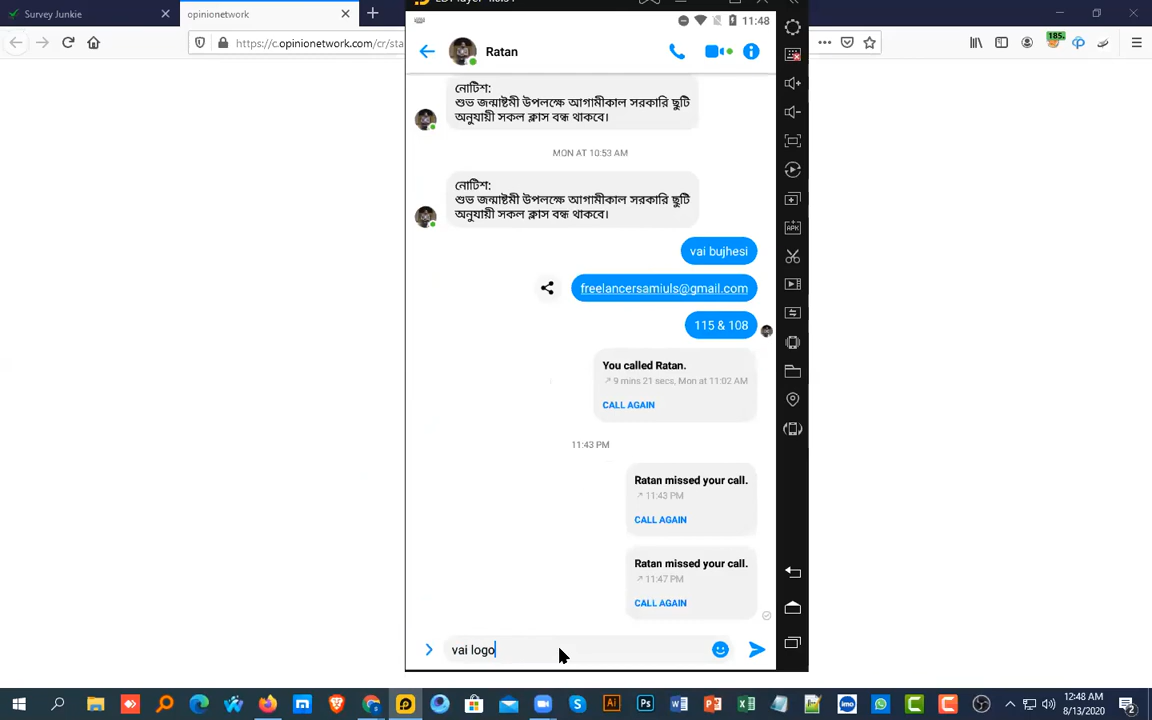 Survey Junkie
opinionetwork
https://c.opinionetwork.com/cr/sta
185.
11:48
Ratan
নোটিশ:
শুভ জন্মাষ্টমী উপলক্ষে আগামীকাল সরকারি ছুটি
অনুযায়ী সকল ক্লাস বন্ধ থাকবে।
MON AT 10:53 AM
নোটিশ:
শুভ জন্মাষ্টমী উপলক্ষে আগামীকাল সরকারি ছুটি
অনুযায়ী সকল ক্লাস বন্ধ থাকবে।
vai bujhesi
freelancersamiuls@gmail.com
115 & 108
You called Ratan.
↗ 9 mins 21 secs, Mon at 11:02 AM
CALL AGAIN
11:43 PM
Ratan missed your call.
↗ 11:43 PM
CALL AGAIN
Ratan missed your call.
↗ 11:47 PM
CALL AGAIN
vai logo
APK
12:48 AM
8/13/2020
2